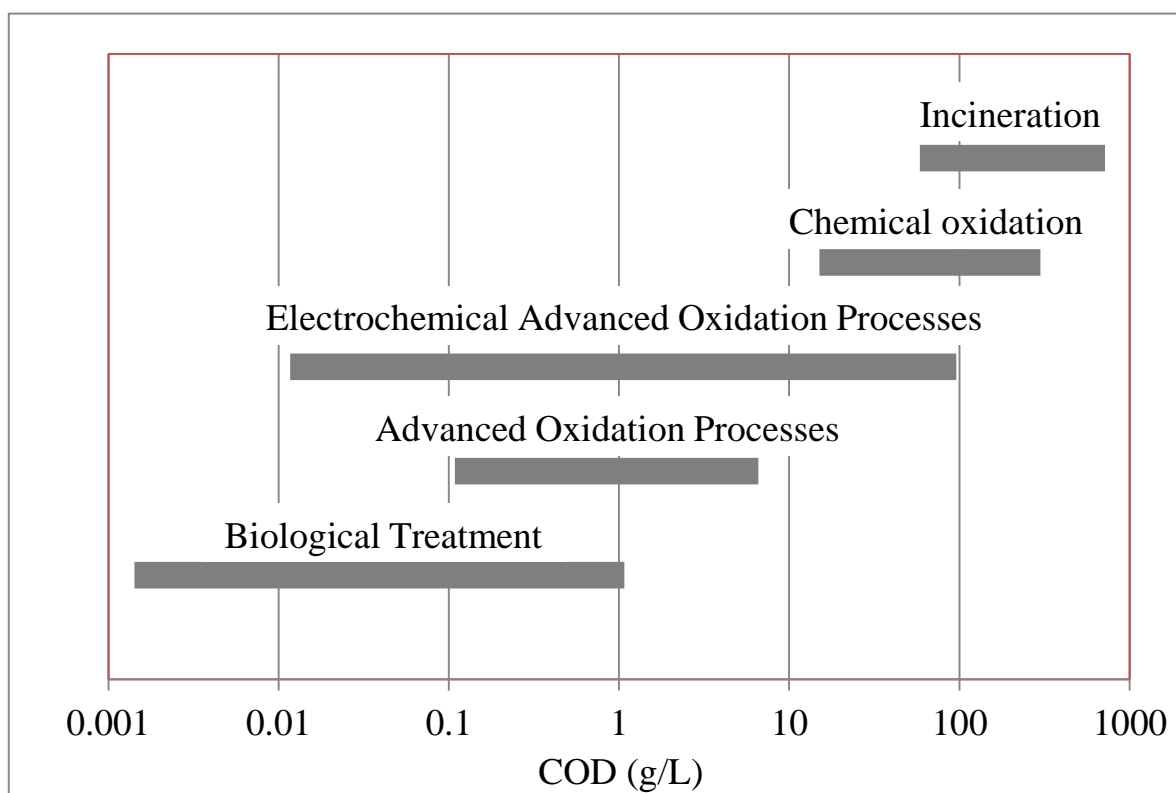 Incineration
Chemical oxidation
Electrochemical Advanced Oxidation Processes
Advanced Oxidation Processes
Biological Treatment
0.001 0.01 0.1 1 10 100 1000
COD (g/L)